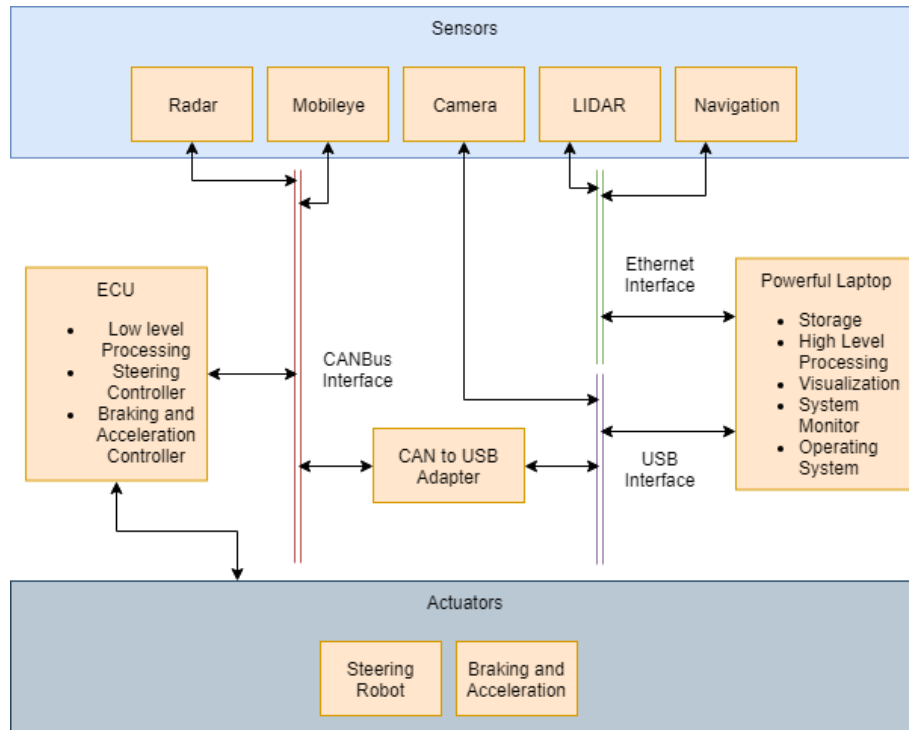 Sensors
Radar
Mobileye
Camera
LIDAR
Navigation
ECU
• Low level
Processing
• Steering
Controller
• Braking and
Acceleration
Controller
CANBus
Interface
Ethernet
Interface
Powerful Laptop
• Storage
• High Level
Processing
• Visualization
• System
Monitor
• Operating
System
CAN to USB
Adapter
USB
Interface
Actuators
Steering
Robot
Braking and
Acceleration